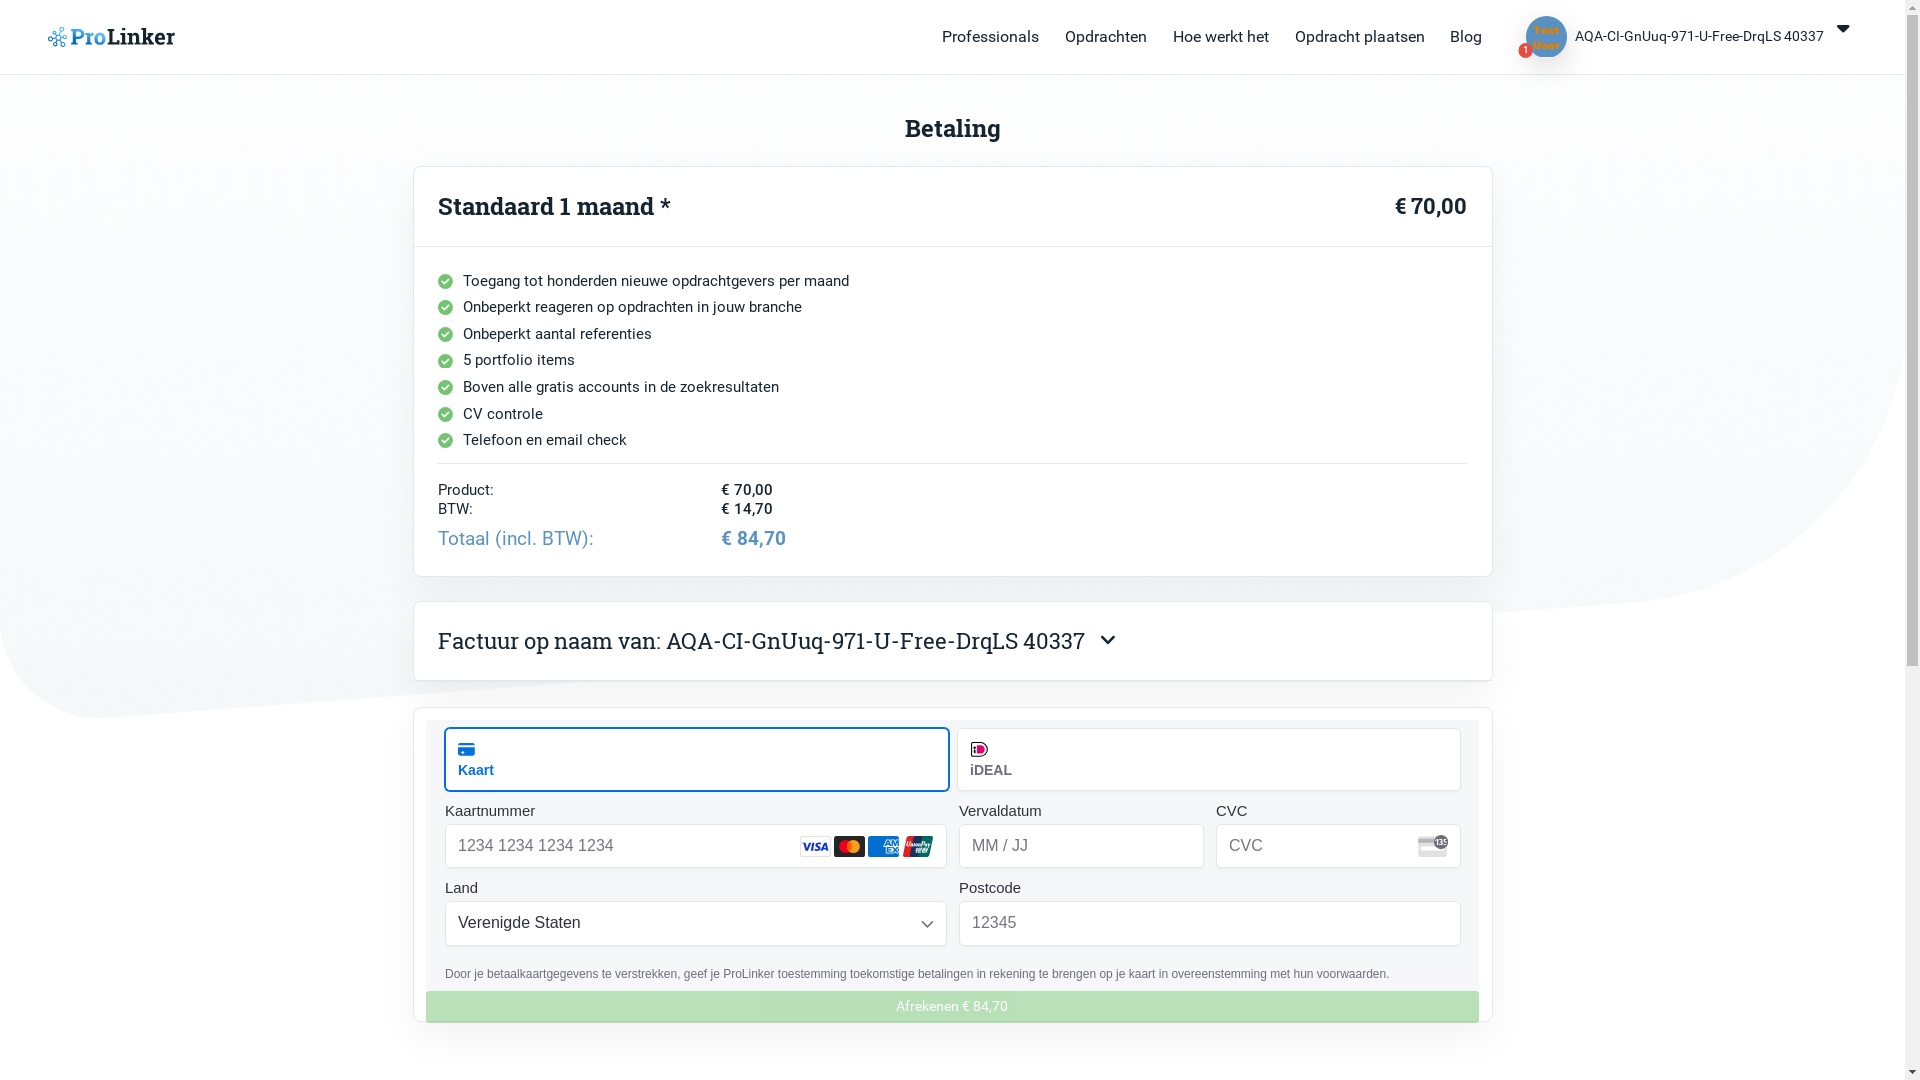 ProLinker
Professionals Opdrachten Hoe werkt het Opdracht plaatsen Blog
Test User
1
AQA-CI-GnUuq-971-U-Free-DrqLS 40337
Betaling
Standaard 1 maand * € 70,00
Toegang tot honderden nieuwe opdrachtgevers per maand
Onbeperkt reageren op opdrachten in jouw branche
Onbeperkt aantal referenties
5 portfolio items
Boven alle gratis accounts in de zoekresultaten
CV controle
Telefoon en email check
Product: € 70,00
BTW: € 14,70
Totaal (incl. BTW): € 84,70
Factuur op naam van: AQA-CI-GnUuq-971-U-Free-DrqLS 40337
Kaart
iDEAL
Kaartnummer Vervaldatum CVC
1234 1234 1234 1234 VISA AMEX UnionPay MM / JJ CVC 135
Land Postcode
Verenigde Staten 12345
Door je betaalkaartgegevens te verstrekken, geef je ProLinker toestemming toekomstige betalingen in rekening te brengen op je kaart in overeenstemming met hun voorwaarden.
Afrekenen € 84,70